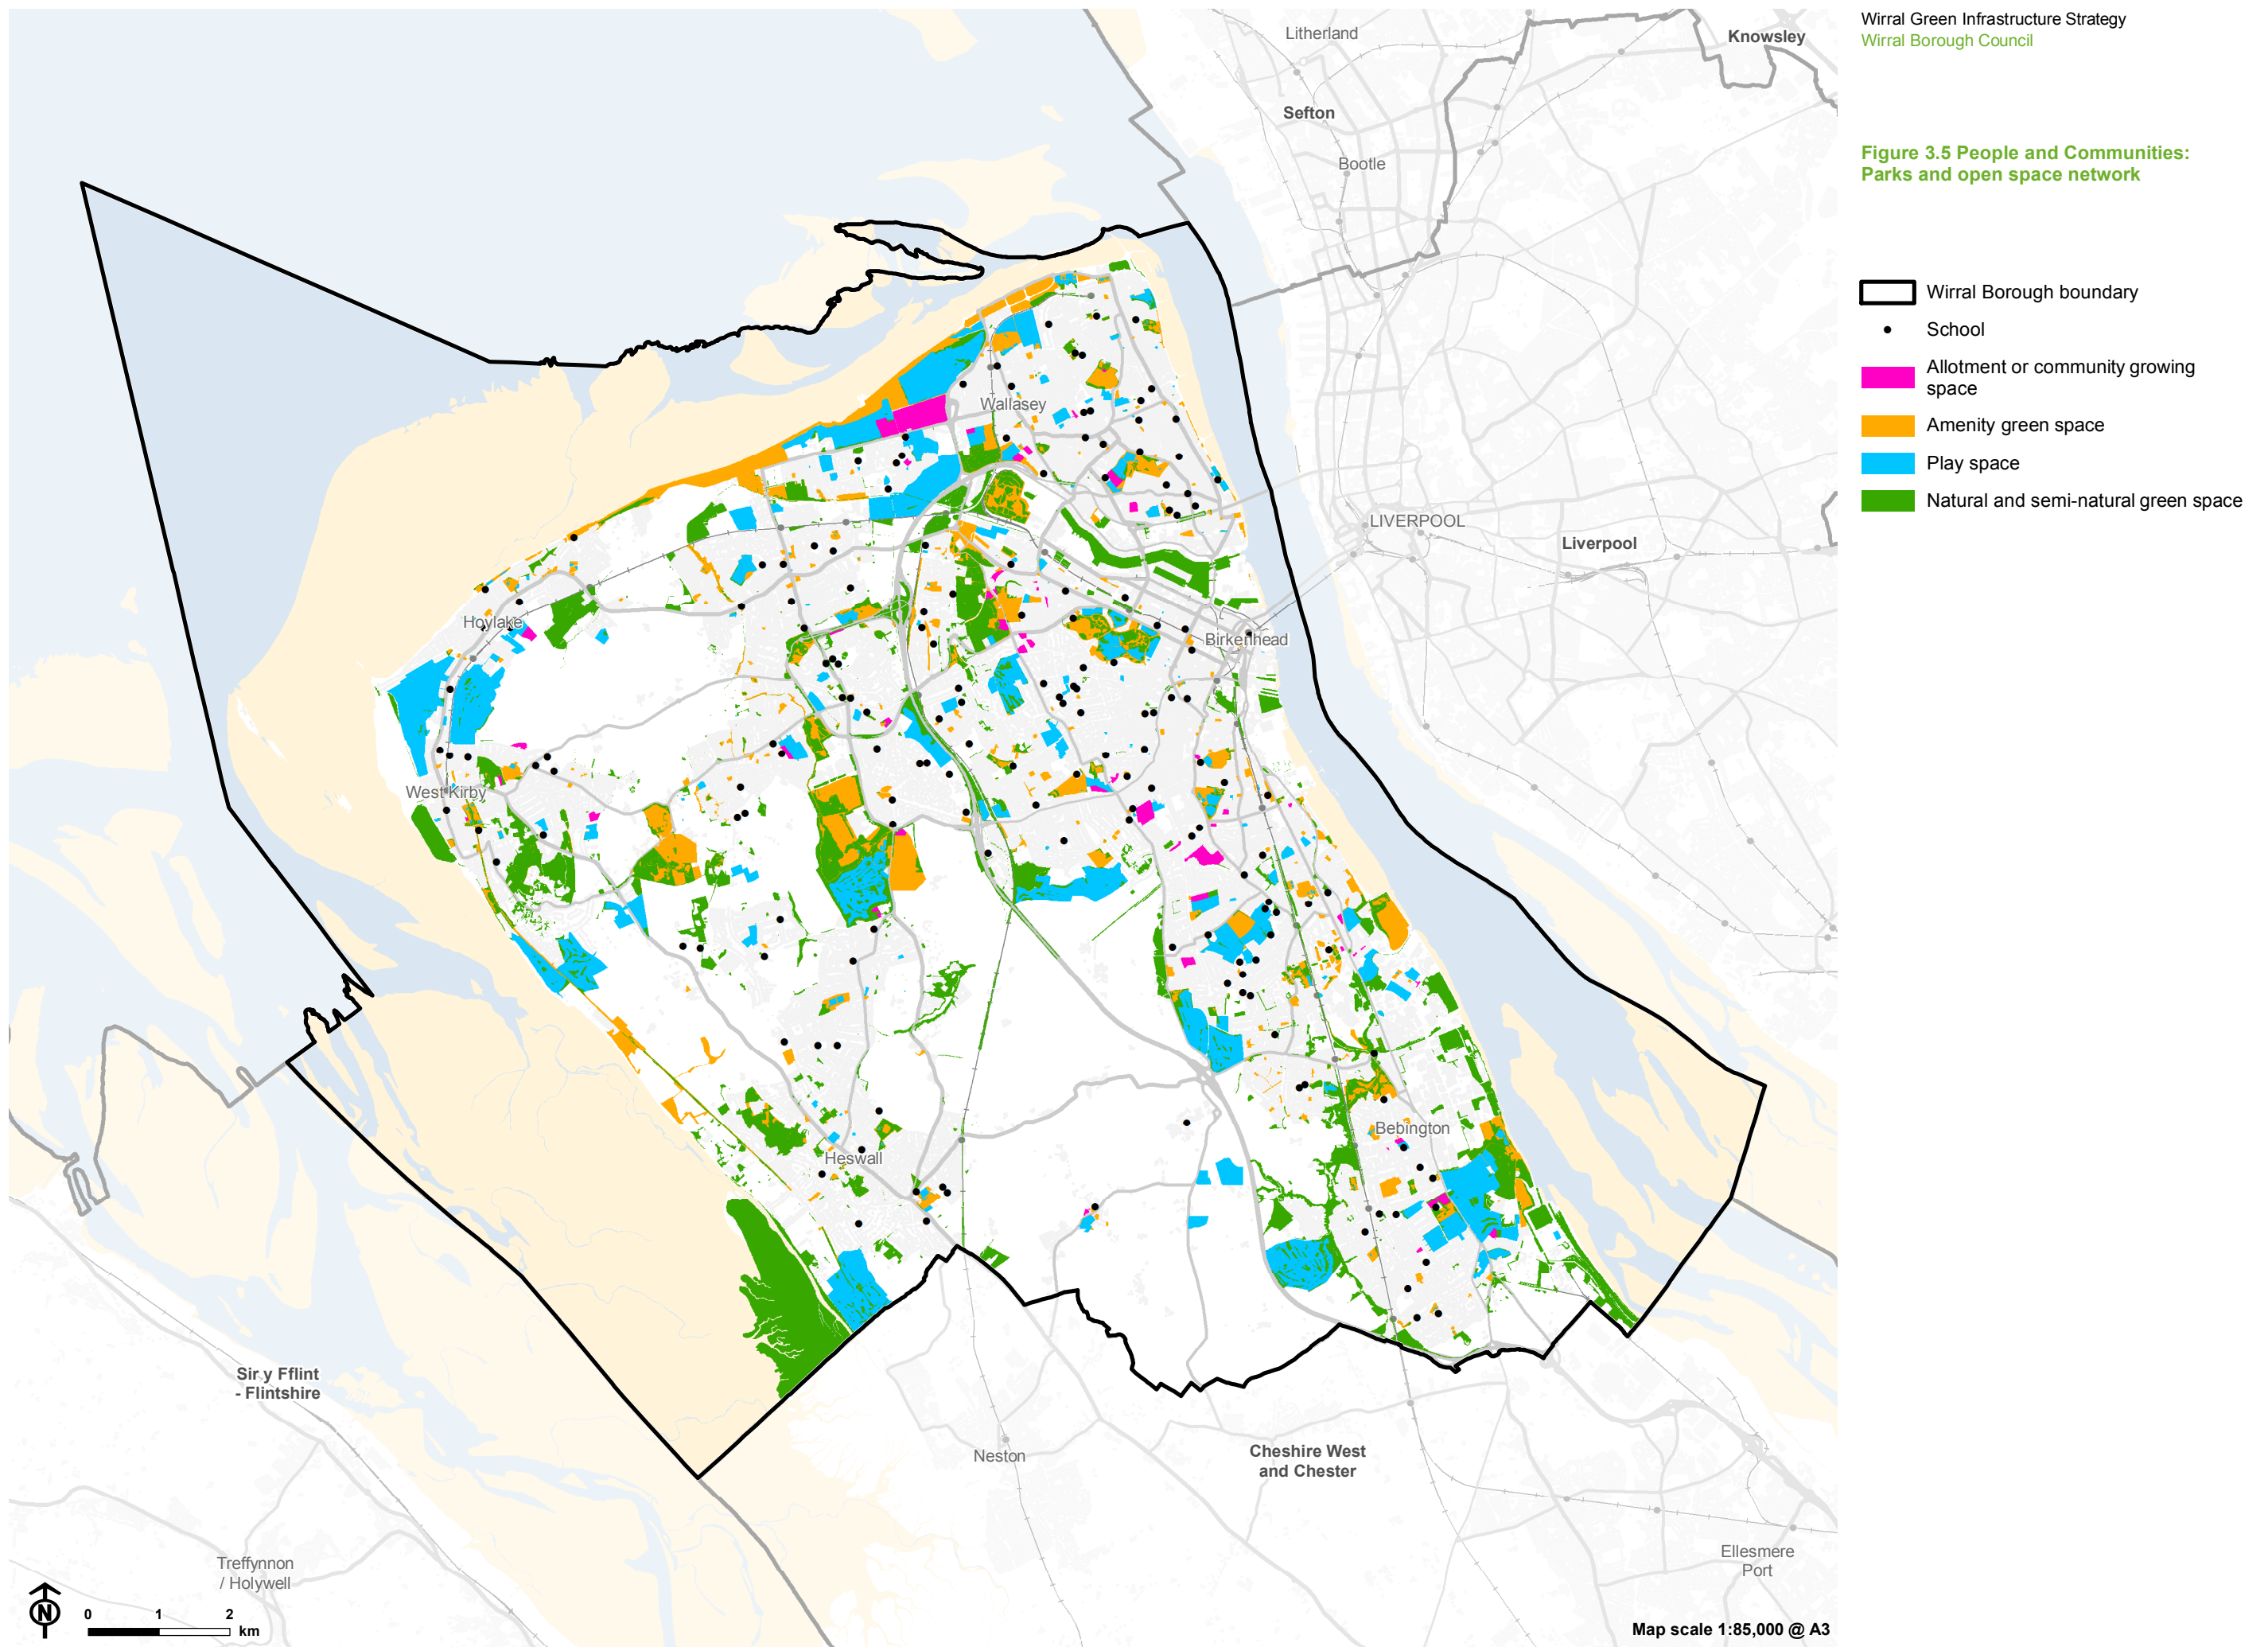 Wirral Green Infrastructure Strategy
Wirral Borough Council
Figure 3.5 People and Communities:
Parks and open space network
Wirral Borough boundary
School
Allotment or community growing
space
Amenity green space
Play space
Natural and semi-natural green space
Litherland
Knowsley
Sefton
Bootle
Wallasey
LIVERPOOL
Liverpool
Hoylake
Birkenhead
West Kirby
Bebington
Heswall
Sir y Fflint
- Flintshire
Neston
Cheshire West
and Chester
Treffynnon
/ Holywell
Ellesmere
Port
N
0 1 2
km
Map scale 1:85,000 @ A3